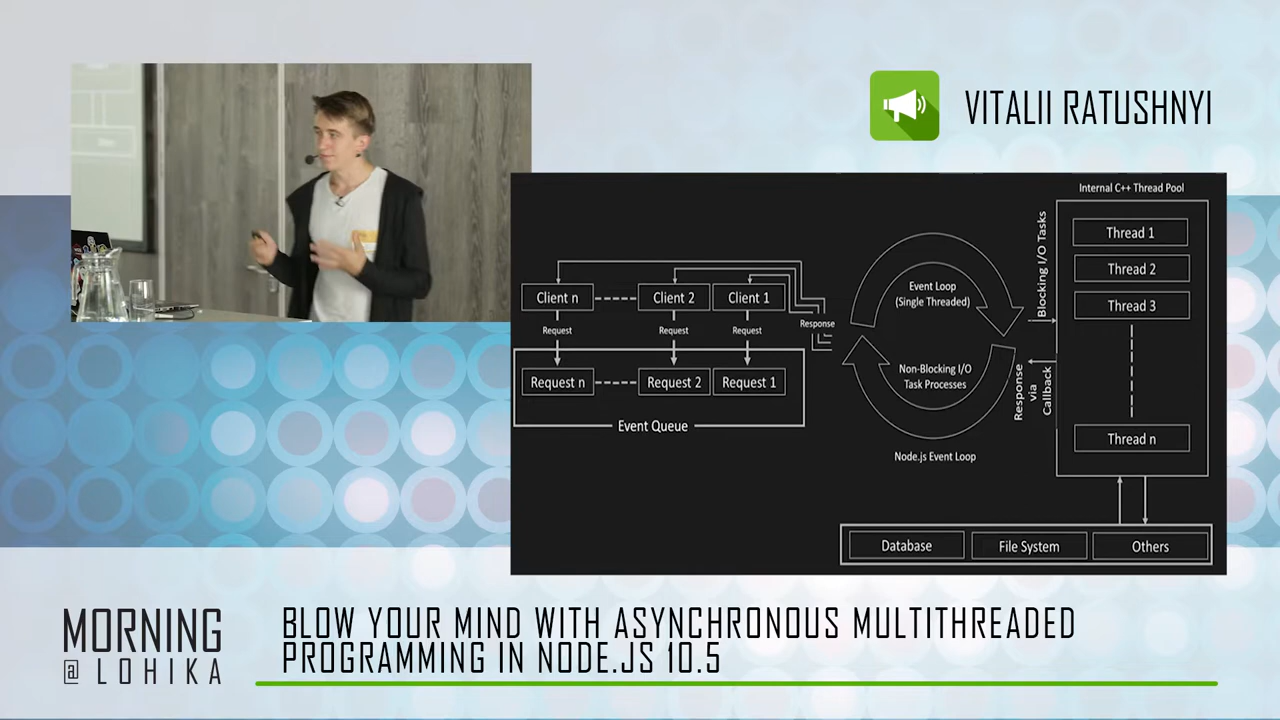 VITALII RATUSHNYI
Internal C++ Thread Pool
Thread 1
Thread 2
Thread 3
Thread n
Blocking I/O Tasks
Response
via
Callback
Event Loop
(Single Threaded)
Non-Blocking I/O
Task Processes
Node.js Event Loop
Client n
Client 2
Client 1
Response
Request
Request
Request
Request n
Request 2
Request 1
Event Queue
Database
File System
Others
MORNING
@ LOHIKA
BLOW YOUR MIND WITH ASYNCHRONOUS MULTITHREADED
PROGRAMMING IN NODE.JS 10.5